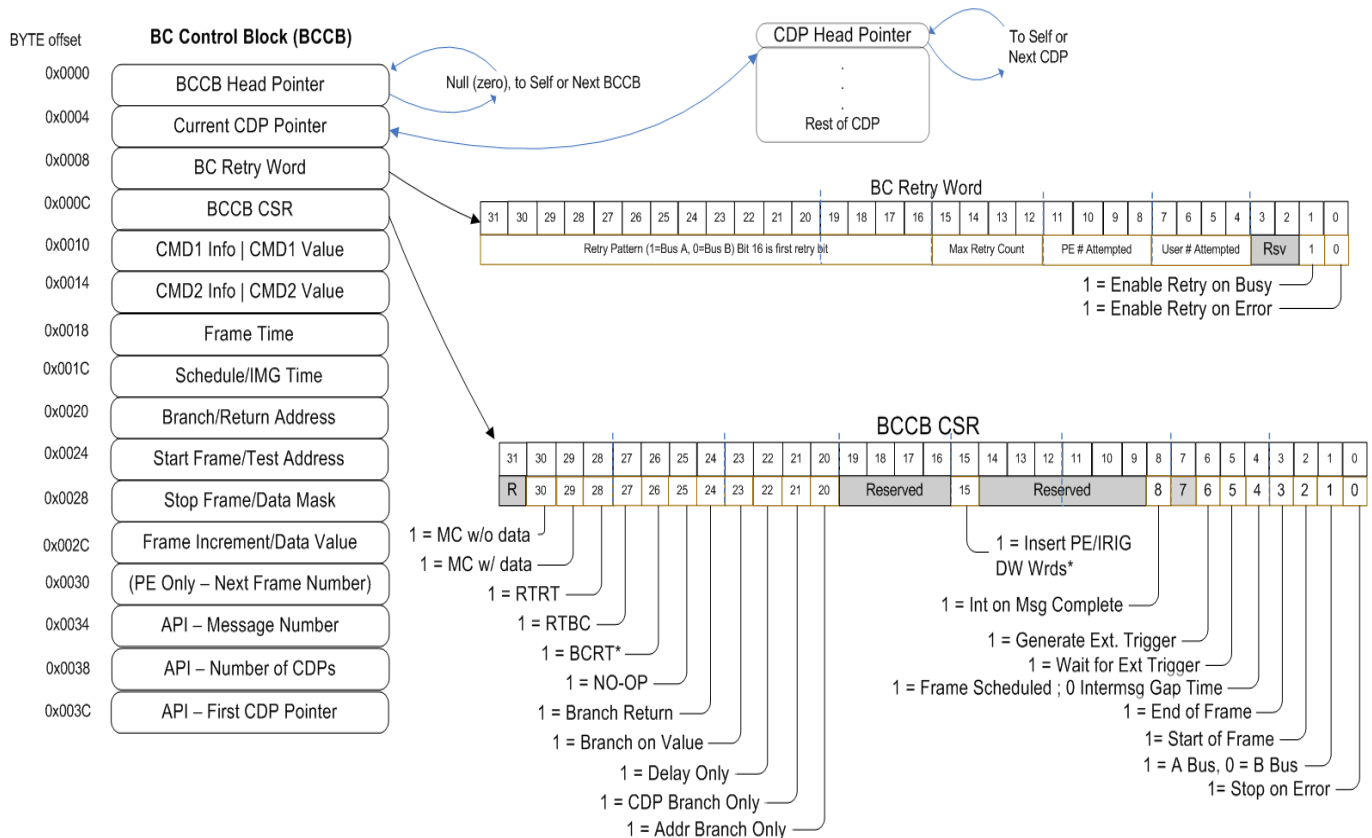 BYTE offset
BC Control Block (BCCB)
0x0000
BCCB Head Pointer
0x0004
Current CDP Pointer
0x0008
BC Retry Word
0x000C
BCCB CSR
0x0010
CMD1 Info | CMD1 Value
0x0014
CMD2 Info | CMD2 Value
0x0018
Frame Time
0x001C
Schedule/IMG Time
0x0020
Branch/Return Address
0x0024
Start Frame/Test Address
0x0028
Stop Frame/Data Mask
0x002C
Frame Increment/Data Value
0x0030
(PE Only – Next Frame Number)
0x0034
API – Message Number
0x0038
API – Number of CDPs
0x003C
API – First CDP Pointer
Null (zero), to Self or Next BCCB
CDP Head Pointer
.
.
.
Rest of CDP
To Self or
Next CDP
BC Retry Word
31 30 29 28 27 26 25 24 23 22 21 20 19 18 17 16 15 14 13 12 11 10 9 8 7 6 5 4 3 2 1 0
Retry Pattern (1=Bus A, 0=Bus B) Bit 16 is first retry bit Max Retry Count PE # Attempted User # Attempted Rsv 1 0
1 = Enable Retry on Busy
1 = Enable Retry on Error
BCCB CSR
31 30 29 28 27 26 25 24 23 22 21 20 19 18 17 16 15 14 13 12 11 10 9 8 7 6 5 4 3 2 1 0
R 30 29 28 27 26 25 24 23 22 21 20 Reserved 15 Reserved 8 7 6 5 4 3 2 1 0
1 = MC w/o data
1 = MC w/ data
1 = RTRT
1 = RTBC
1 = BCRT*
1 = NO-OP
1 = Branch Return
1 = Branch on Value
1 = Delay Only
1 = CDP Branch Only
1 = Addr Branch Only
1 = Insert PE/IRIG
DW Wrds*
1 = Int on Msg Complete
1 = Generate Ext. Trigger
1 = Wait for Ext Trigger
1 = Frame Scheduled ; 0 Intermsg Gap Time
1 = End of Frame
1= Start of Frame
1 = A Bus, 0 = B Bus
1= Stop on Error